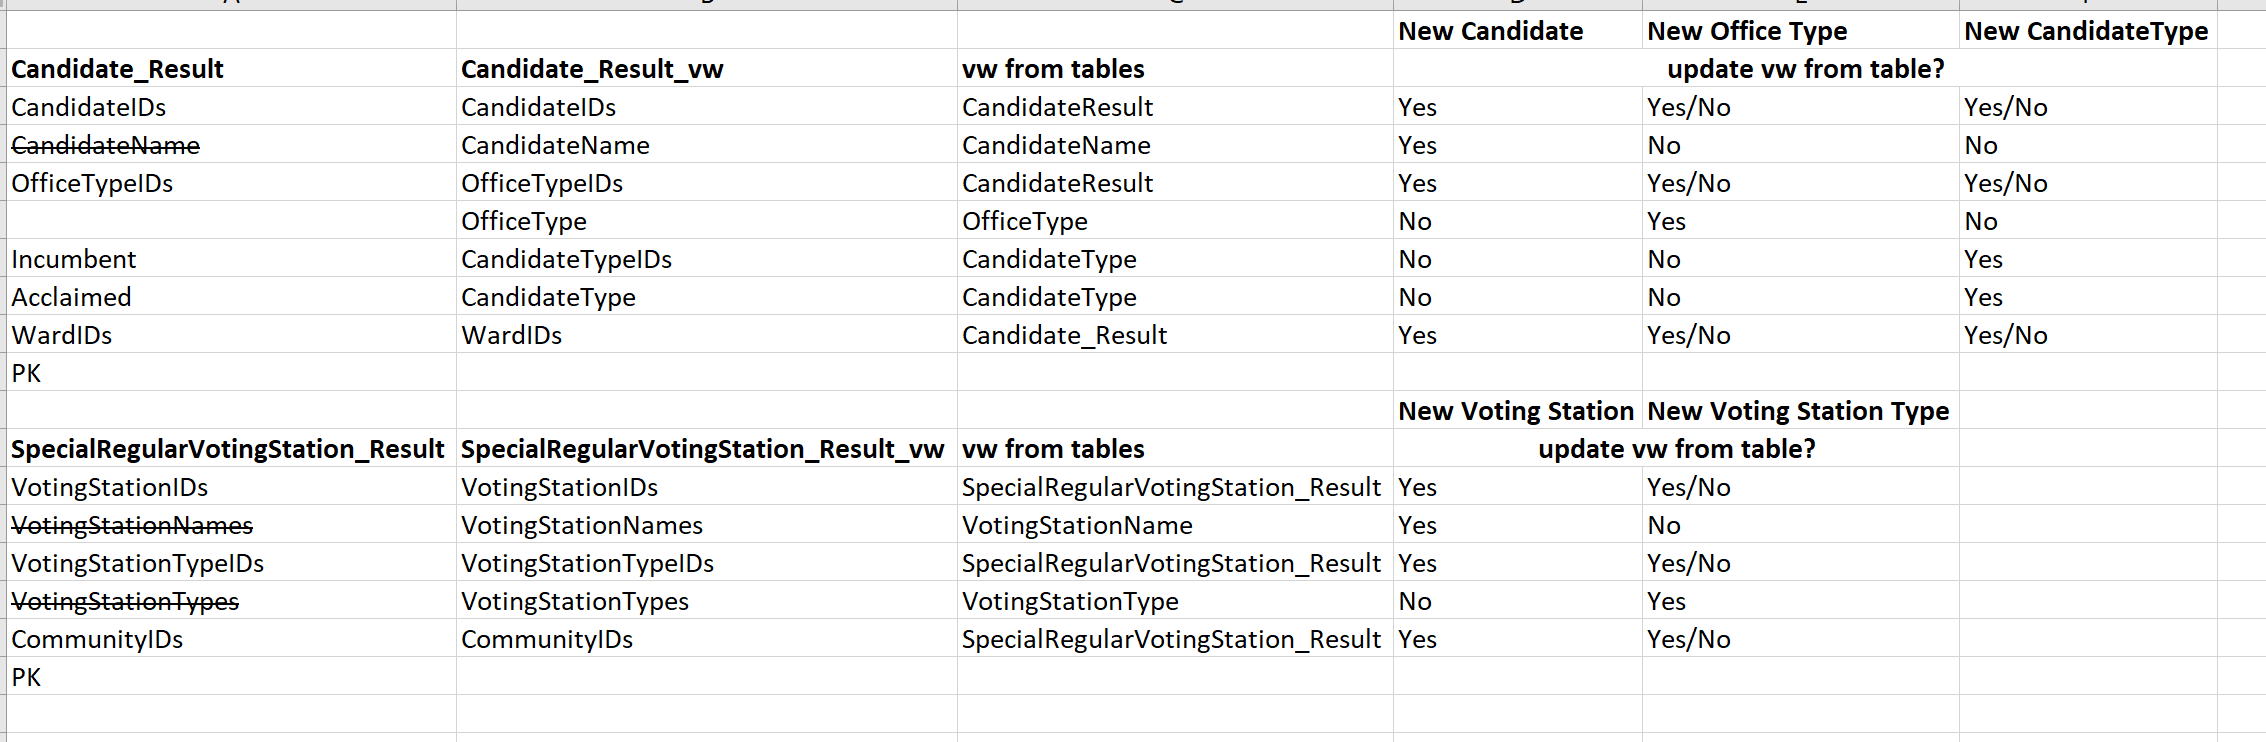 New Candidate New Office Type New CandidateType
Candidate_Result Candidate_Result_vw vw from tables update vw from table?
CandidateIDs CandidateIDs CandidateResult Yes Yes/No Yes/No
CandidateName CandidateName CandidateName Yes No No
OfficeTypeIDs OfficeTypeIDs CandidateResult Yes Yes/No Yes/No
OfficeType OfficeType No Yes No
Incumbent CandidateTypeIDs CandidateType No No Yes
Acclaimed CandidateType CandidateType No No Yes
WardIDs WardIDs Candidate_Result Yes Yes/No Yes/No
PK
New Voting Station New Voting Station Type
SpecialRegularVotingStation_Result SpecialRegularVotingStation_Result_vw vw from tables update vw from table?
VotingStationIDs VotingStationIDs SpecialRegularVotingStation_Result Yes Yes/No
VotingStationNames VotingStationNames VotingStationName Yes No
VotingStationTypeIDs VotingStationTypeIDs SpecialRegularVotingStation_Result Yes Yes/No
VotingStationTypes VotingStationTypes VotingStationType No Yes
CommunityIDs CommunityIDs SpecialRegularVotingStation_Result Yes Yes/No
PK